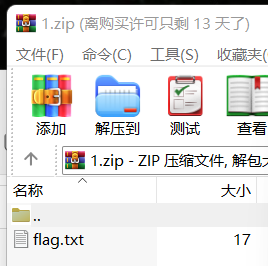 1.zip (离购买许可只剩 13 天了)
文件(F) 命令(C) 工具(S) 收藏夹(
添加 解压到 测试 查看
1.zip - ZIP 压缩文件, 解包大
名称 大小
..
flag.txt 17